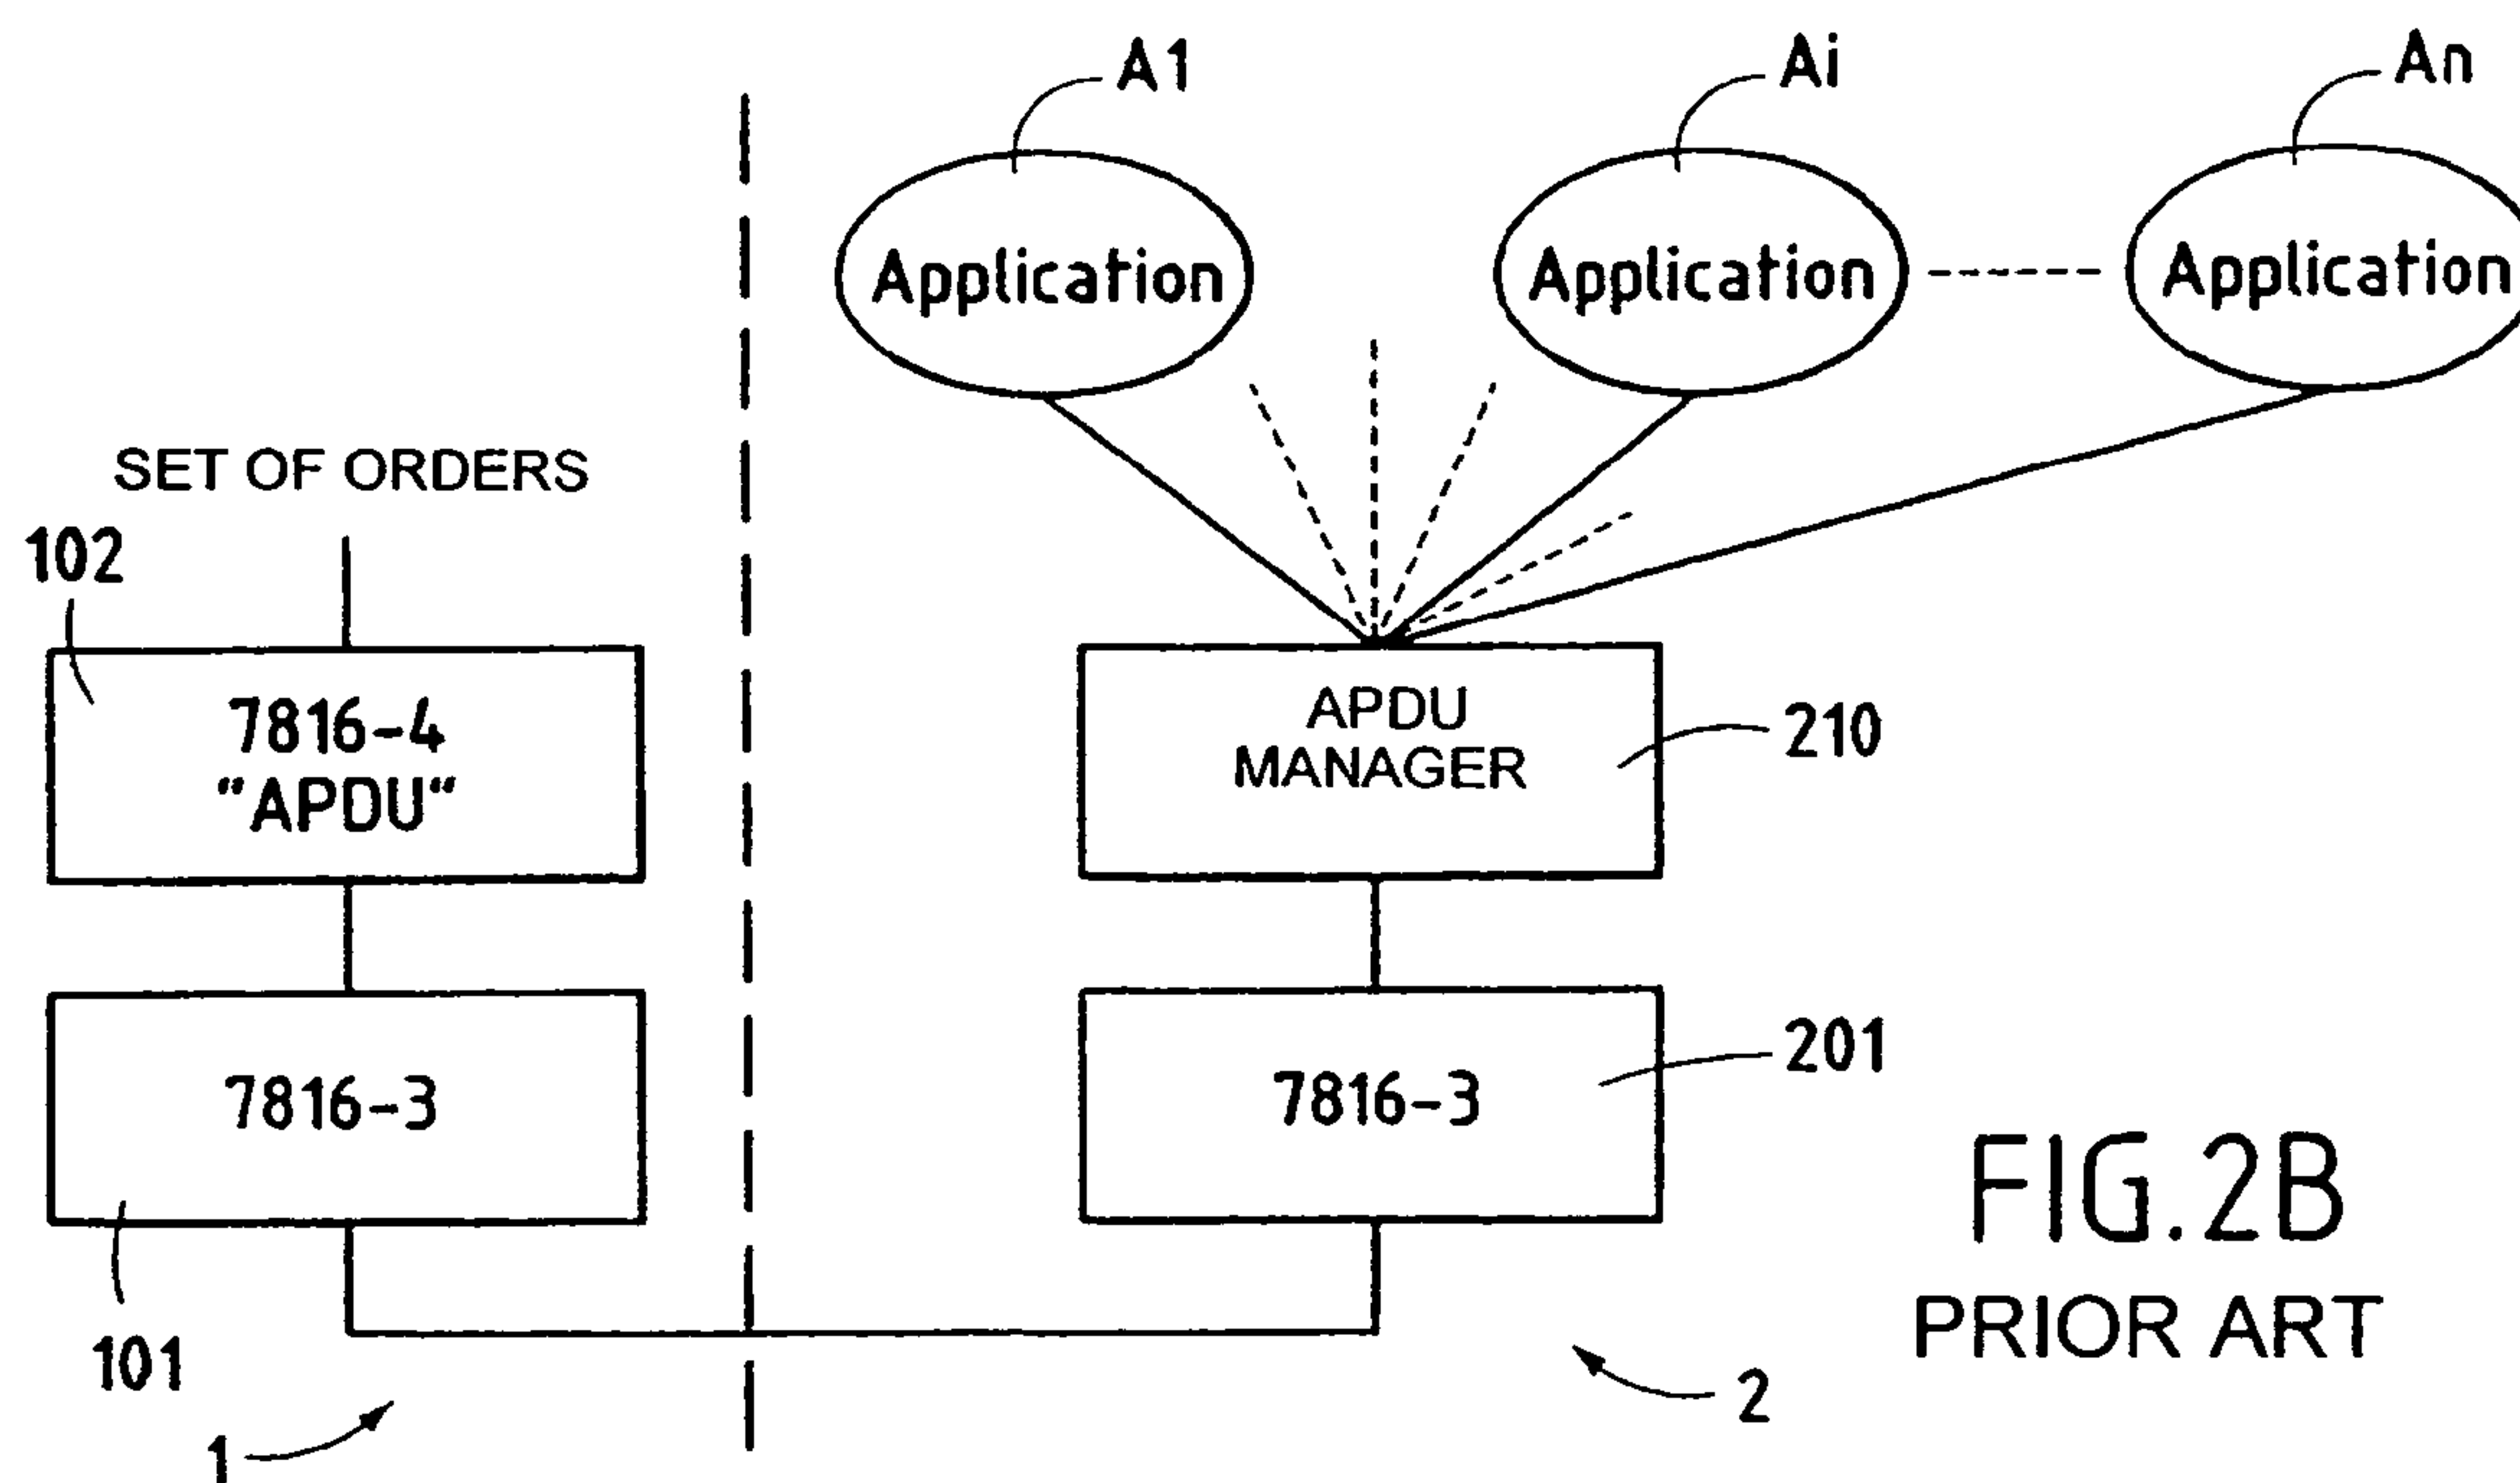 A1
Ai
An
Application
Application
Application
SET OF ORDERS
102
7816-4
"APDU"
APDU
MANAGER
210
7816-3
7816-3
201
101
1
2
FIG.2B
PRIOR ART